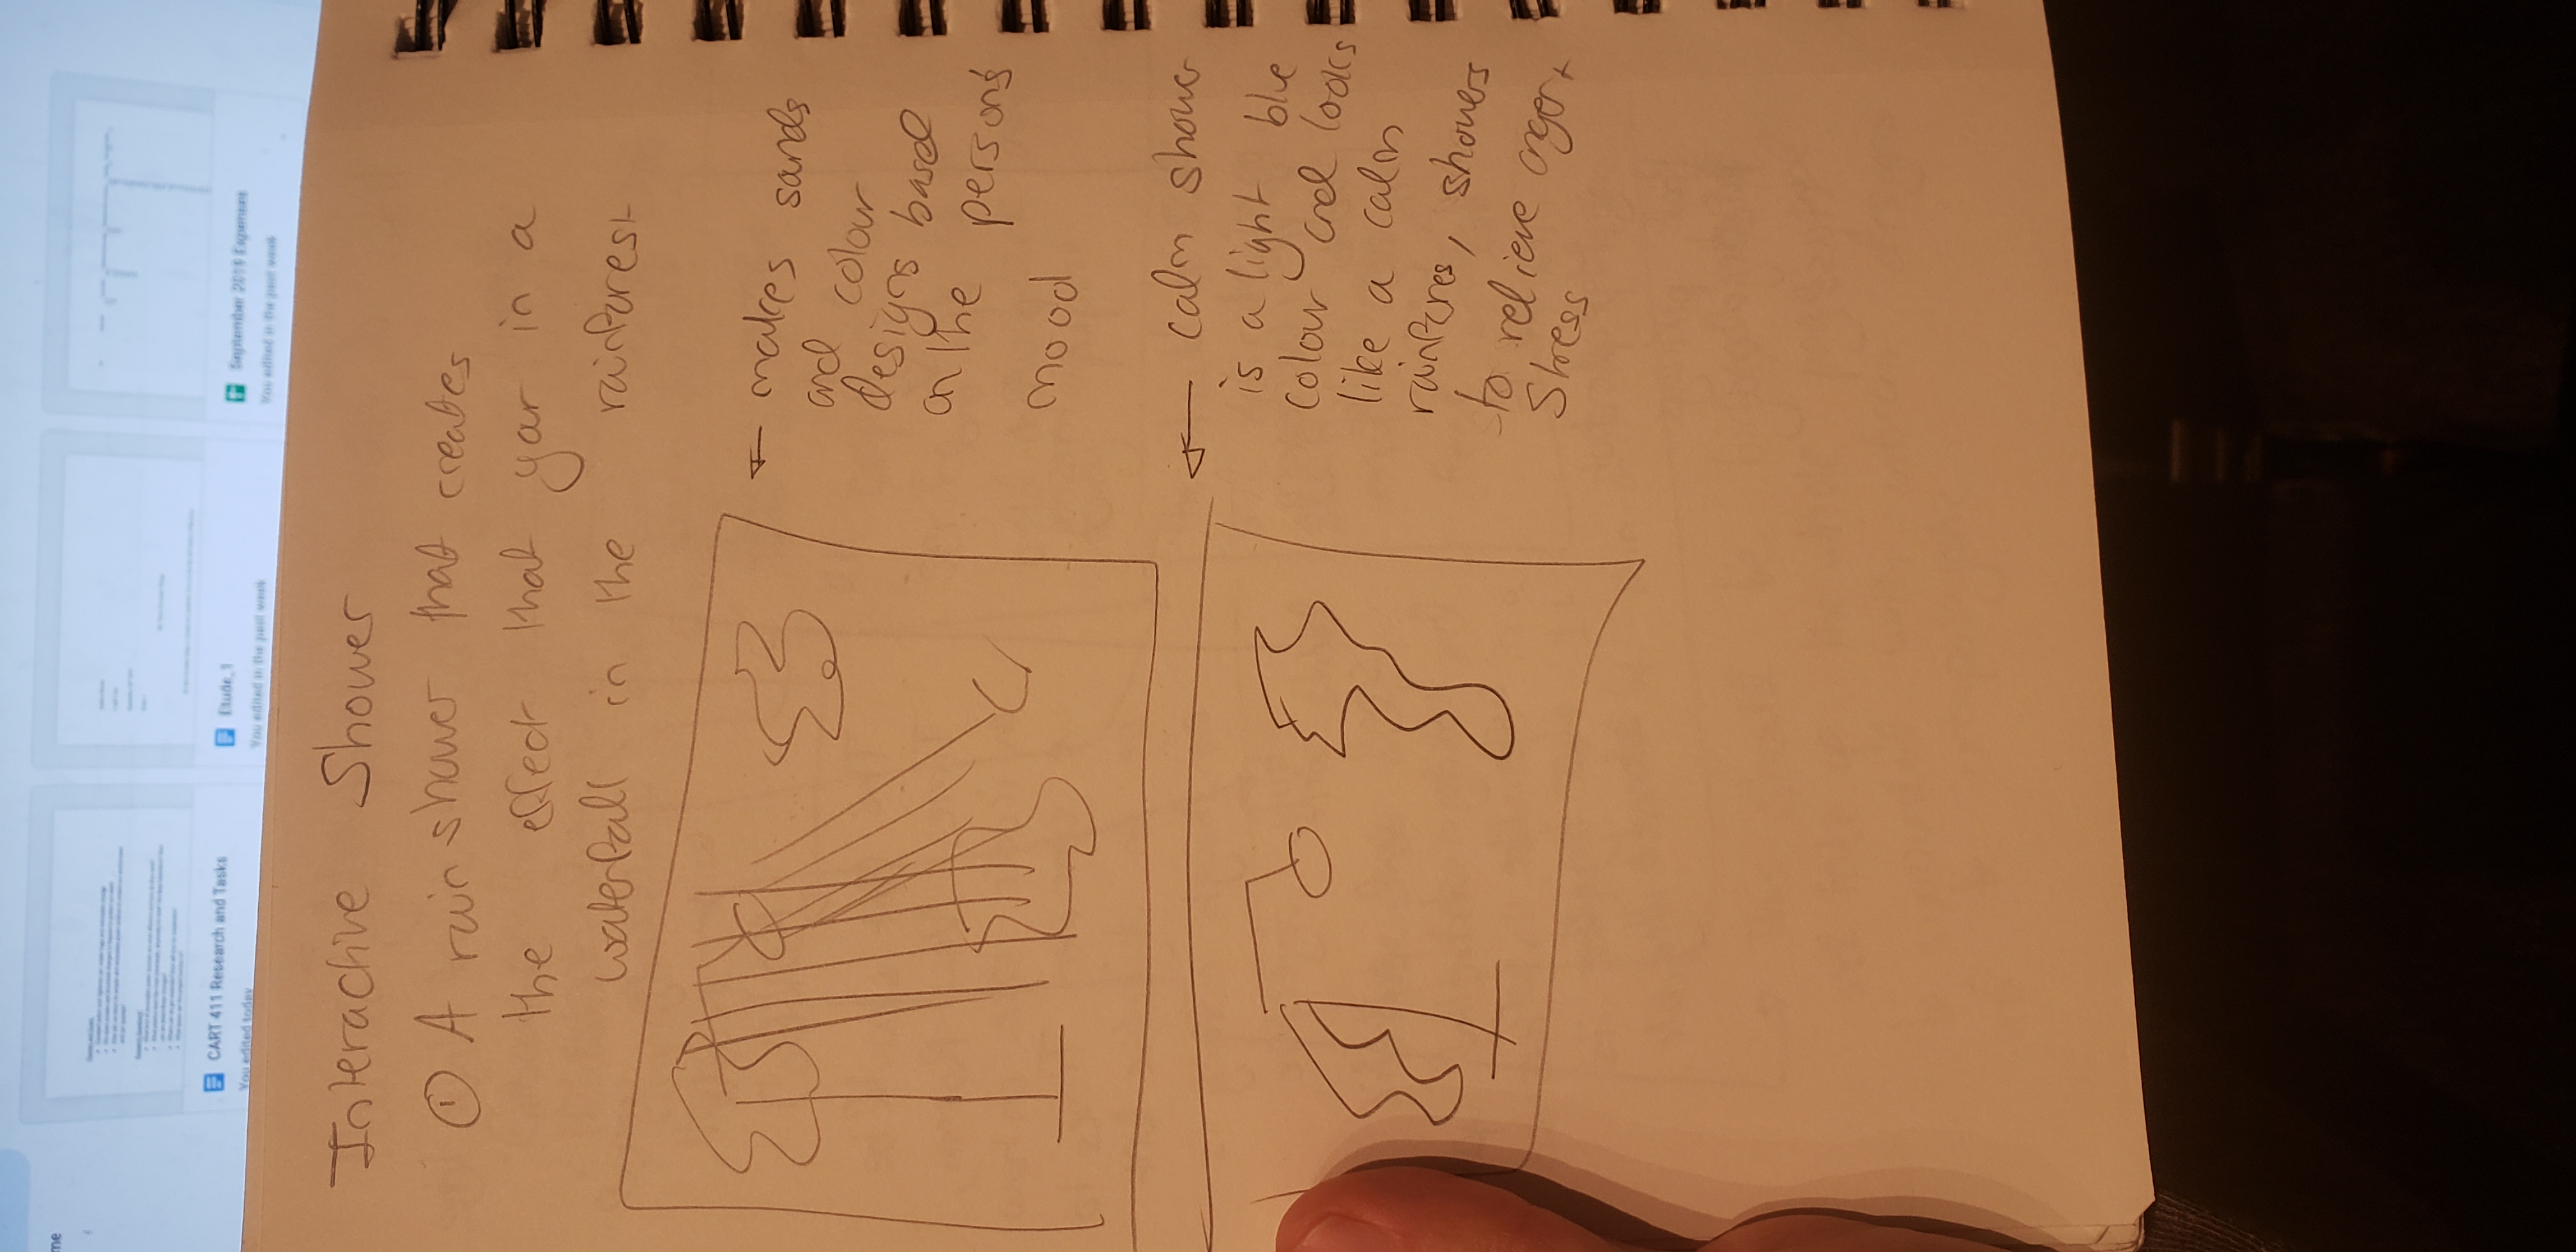 me
CART 411 Research and Tasks
You edited today
Etude_1
You edited in the past week
September 2019 Expenses
You edited in the past week
Interactive Shower
① A rain shower that creates
the effect that your in a
waterfall in the rainforest
← makes sounds
and colour
designs based
on the person's
mood
← calm shower
is a light blue
colour and looks
like a calm
rainfores, showers
to relieve anger +
Stress